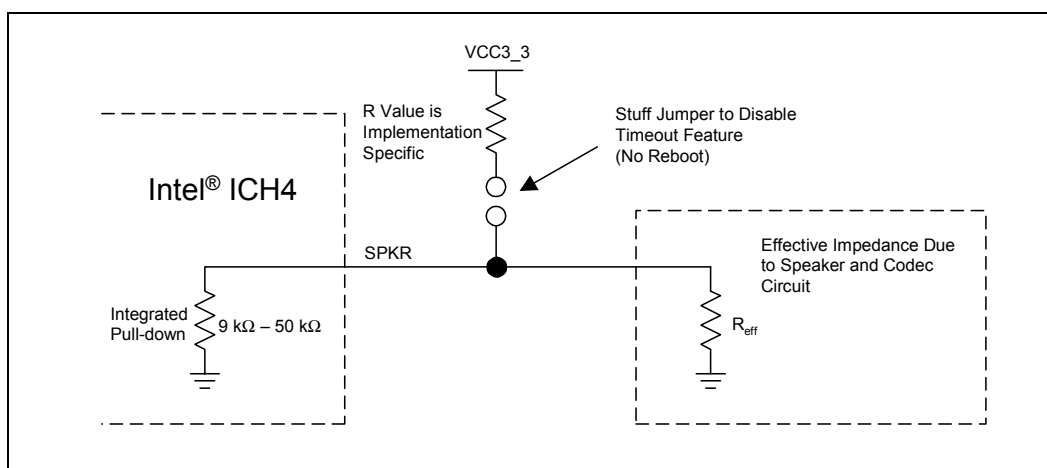 VCC3_3
R Value is
Implementation
Specific
Stuff Jumper to Disable
Timeout Feature
(No Reboot)
Intel® ICH4
SPKR
Effective Impedance Due
to Speaker and Codec
Circuit
Integrated
Pull-down
9 kΩ – 50 kΩ
Reff